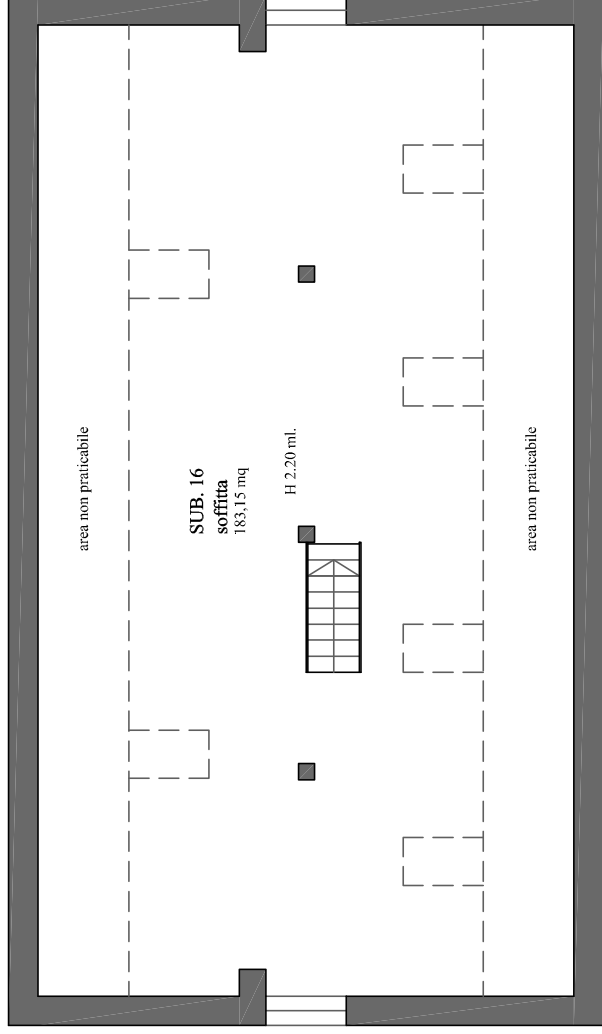 area non praticabile
SUB. 16
soffitta
183,15 mq
H 2.20 ml.
area non praticabile